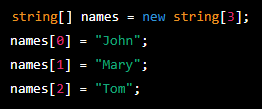 string[] names = new string[3];
names[0] = "John";
names[1] = "Mary";
names[2] = "Tom";